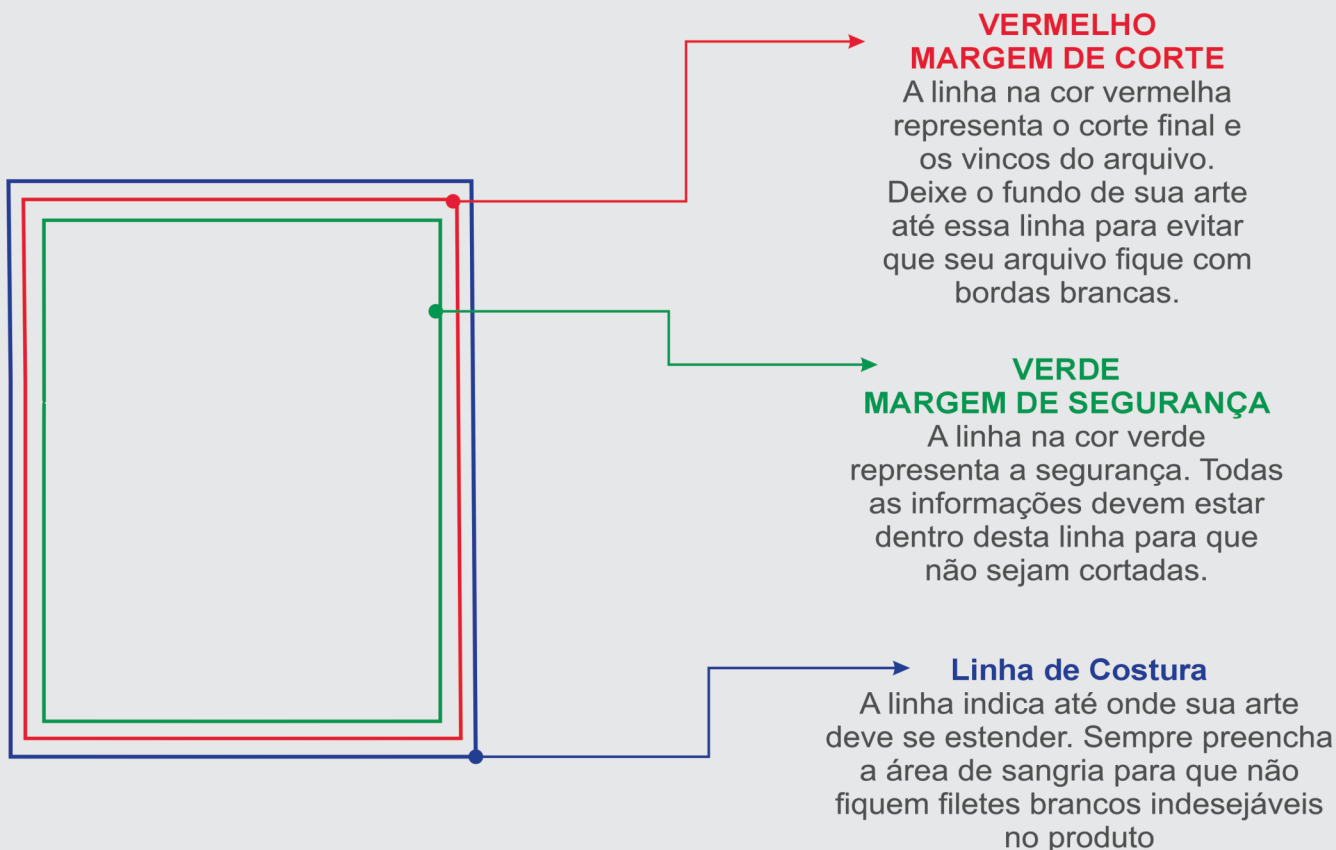 VERMELHO
MARGEM DE CORTE
A linha na cor vermelha
representa o corte final e
os vincos do arquivo.
Deixe o fundo de sua arte
até essa linha para evitar
que seu arquivo fique com
bordas brancas.
VERDE
MARGEM DE SEGURANÇA
A linha na cor verde
representa a segurança. Todas
as informações devem estar
dentro desta linha para que
não sejam cortadas.
Linha de Costura
A linha indica até onde sua arte
deve se estender. Sempre preencha
a área de sangria para que não
fiquem filetes brancos indesejáveis
no produto